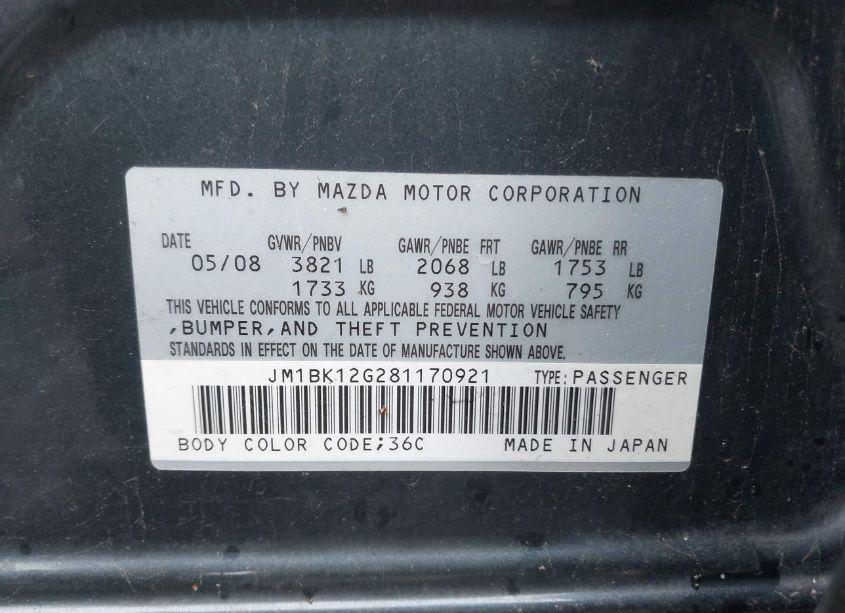 MFD. BY MAZDA MOTOR CORPORATION
DATE GVWR/PNBV GAWR/PNBE FRT GAWR/PNBE RR
05/08 3821 LB 2068 LB 1753 LB
1733 KG 938 KG 795 KG
THIS VEHICLE CONFORMS TO ALL APPLICABLE FEDERAL MOTOR VEHICLE SAFETY
,BUMPER,AND THEFT PREVENTION
STANDARDS IN EFFECT ON THE DATE OF MANUFACTURE SHOWN ABOVE.
JM1BK12G281170921 TYPE:PASSENGER
BODY COLOR CODE;36C MADE IN JAPAN